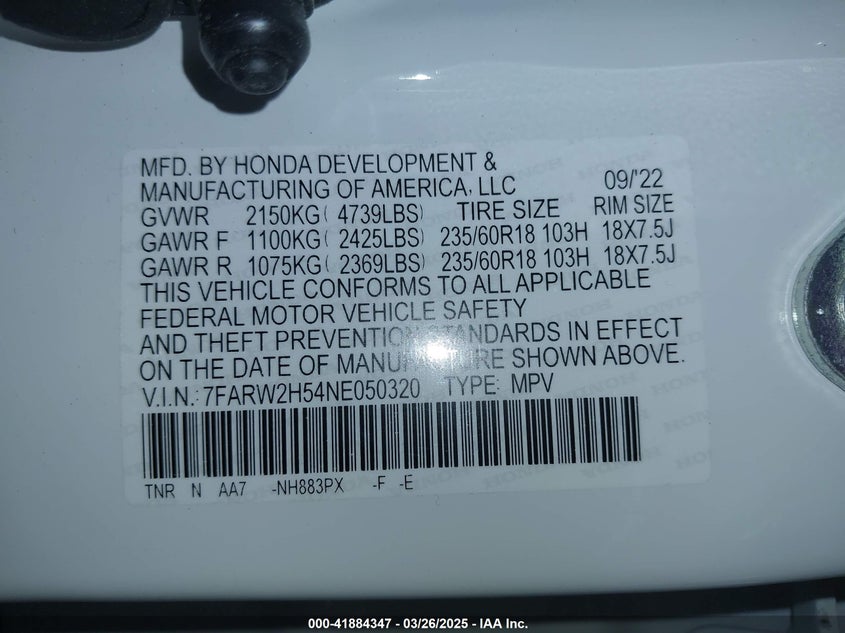 MFD. BY HONDA DEVELOPMENT &
MANUFACTURING OF AMERICA, LLC 09/'22
GVWR 2150KG( 4739LBS) TIRE SIZE RIM SIZE
GAWR F 1100KG( 2425LBS) 235/60R18 103H 18X7.5J
GAWR R 1075KG( 2369LBS) 235/60R18 103H 18X7.5J
THIS VEHICLE CONFORMS TO ALL APPLICABLE
FEDERAL MOTOR VEHICLE SAFETY
AND THEFT PREVENTION STANDARDS IN EFFECT
ON THE DATE OF MANUFACTURE SHOWN ABOVE.
V.I.N.: 7FARW2H54NE050320 TYPE: MPV
TNR N AA7 -NH883PX -F -E
000-41884347 - 03/26/2025 - IAA Inc.